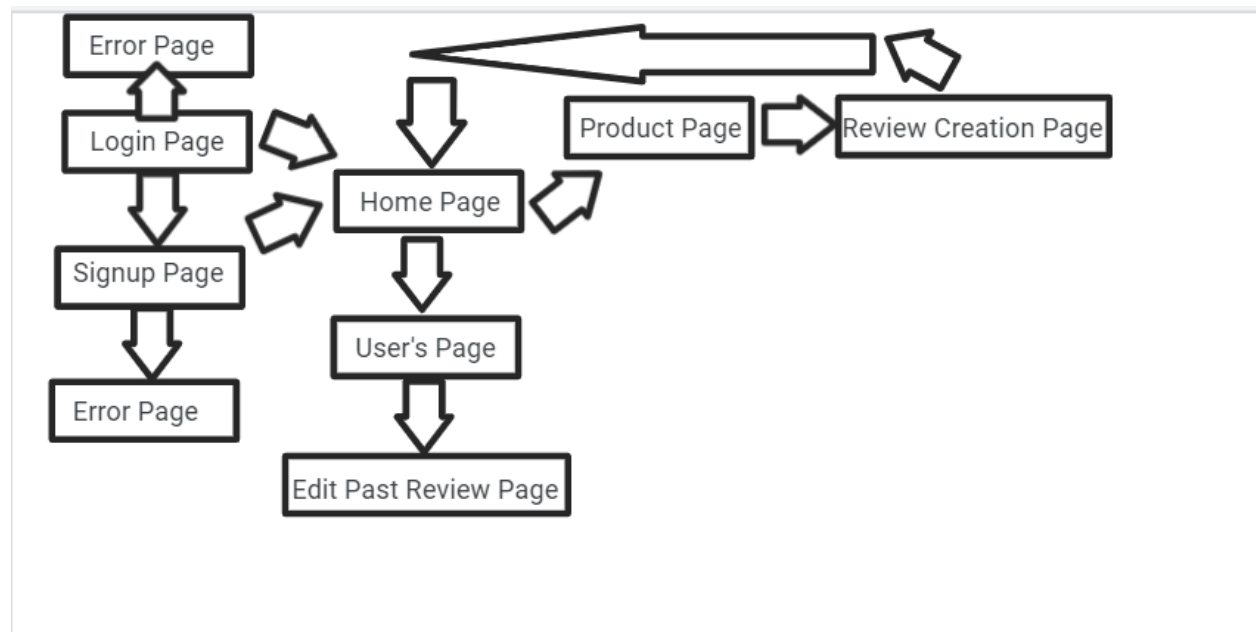 Error Page
Login Page
Product Page
Review Creation Page
Home Page
Signup Page
User's Page
Error Page
Edit Past Review Page